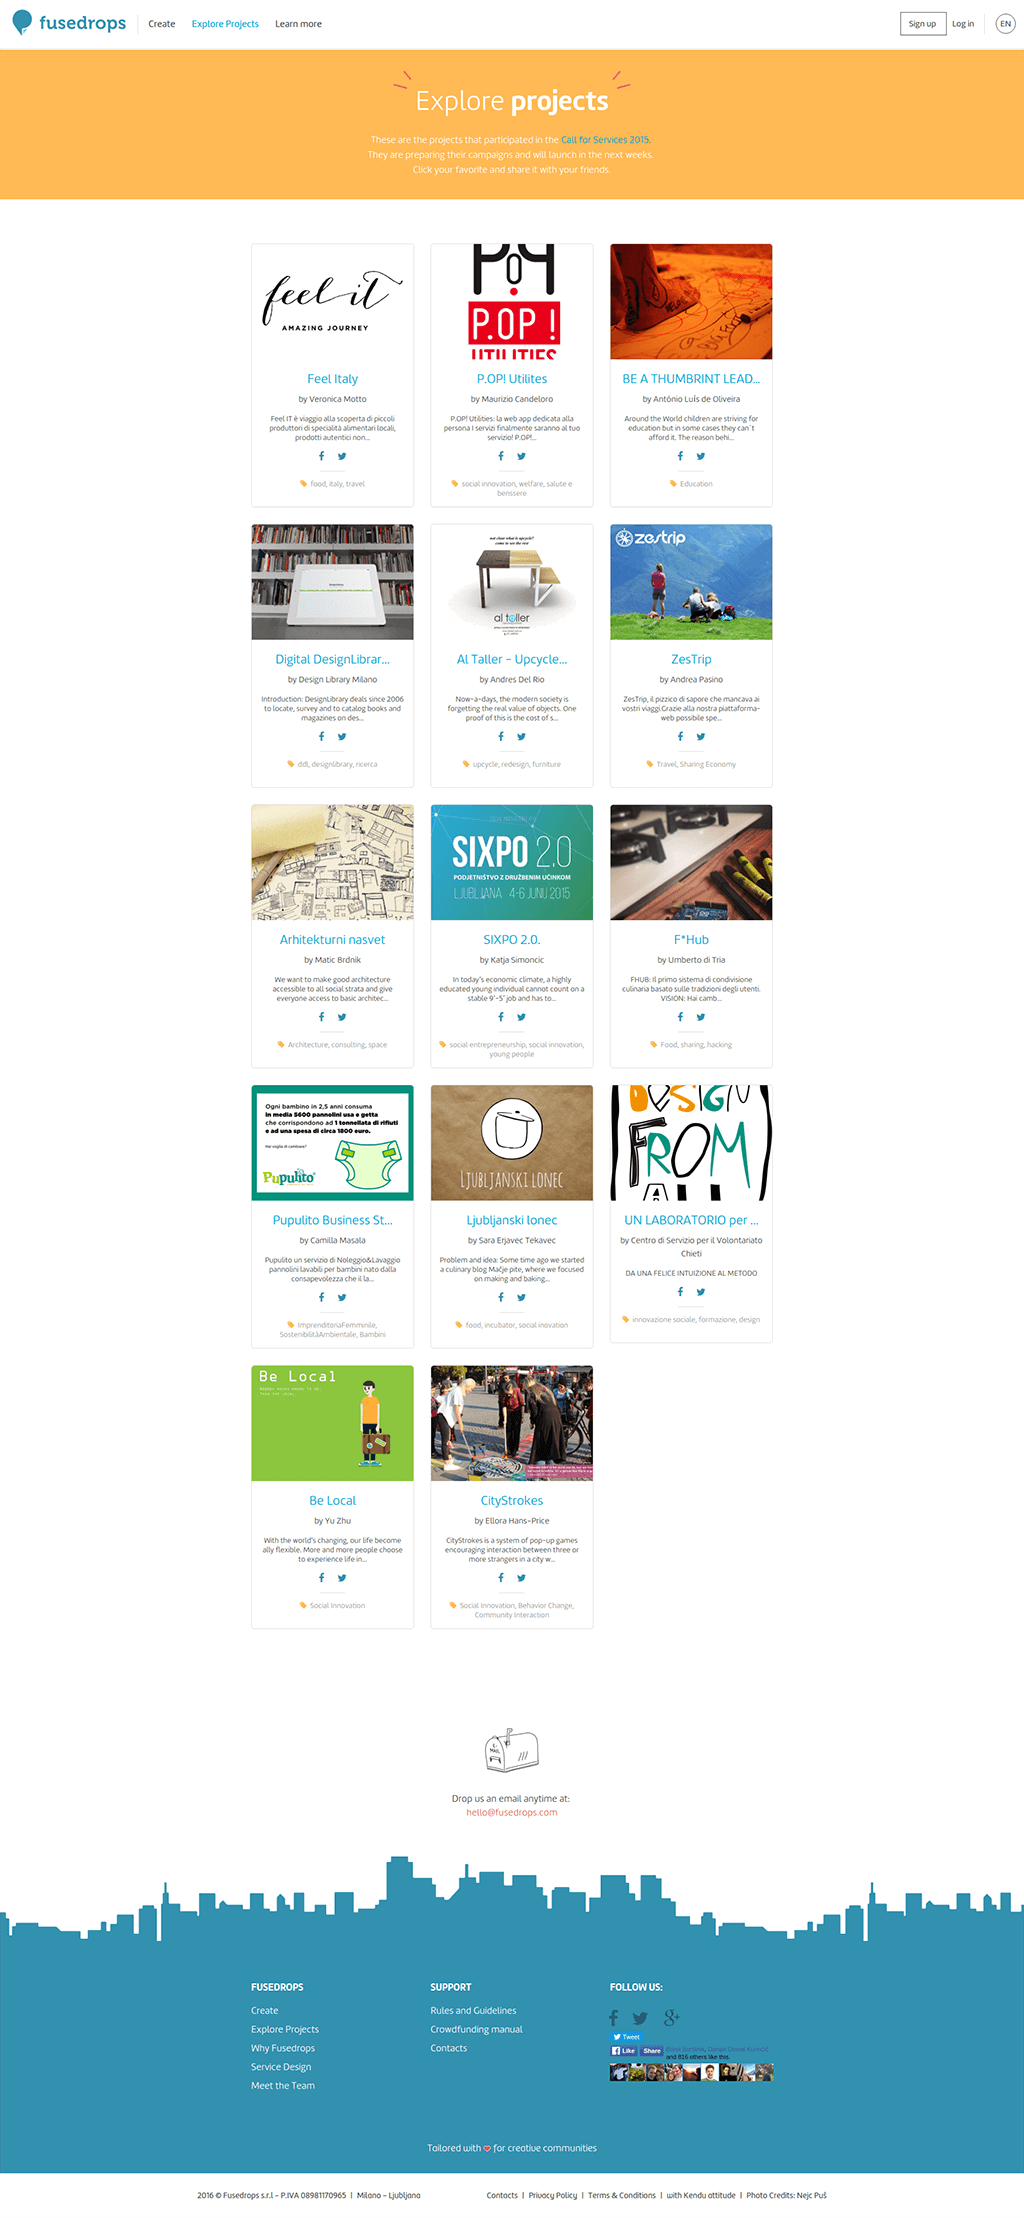 fusedrops Create Explore Projects Learn more Sign up Log in EN
Explore projects
These are the projects that participated in the Call for Services 2015.
They are preparing their campaigns and will launch in the next weeks.
Click your favorite and share it with your friends.
feel it
AMAZING JOURNEY
Feel Italy
by Veronica Motto
Feel IT è viaggio alla scoperta di piccoli
produttori di specialità alimentari locali,
prodotti autentici non...
food, italy, travel
POP
P.OP!
UTILITIES
P.OP! Utilites
by Maurizio Candeloro
P.OP! Utilities: la web app dedicata alla
persona I servizi finalmente saranno al tuo
servizio! P.OP!...
social innovation, welfare, salute e
benssere
BE A THUMBRINT LEAD...
by António Luís de Oliveira
Around the World children are striving for
education but in some cases they can´t
afford it. The reason behi...
Education
Digital DesignLibrar...
by Design Library Milano
Introduction: DesignLibrary deals since 2006
to locate, survey and to catalog books and
magazines on des...
ddl, designlibrary, ricerca
not clear what is upcycle?
come to see the rest
al taller
Al Taller - Upcycle...
by Andres Del Rio
Now-a-days, the modern society is
forgetting the real value of objects. One
proof of this is the cost of s...
upcycle, redesign, furniture
zestrip
ZesTrip
by Andrea Pasino
ZesTrip, il pizzico di sapore che mancava ai
vostri viaggi.Grazie alla nostra piattaforma-
web possibile spe...
Travel, Sharing Economy
Arhitekturni nasvet
by Matic Brdnik
We want to make good architecture
accessible to all social strata and give
everyone access to basic architec...
Architecture, consulting, space
SIXPO 2.0
PODJETNIŠTVO Z DRUŽBENIM UČINKOM
LJUBLJANA 4-6 JUNIJ 2015
SIXPO 2.0.
by Katja Simoncic
In today's economic climate, a highly
educated young individual cannot count on a
stable 9'-5' job and has to...
social entrepreneurship, social innovation,
young people
F*Hub
by Umberto di Tria
FHUB: Il primo sistema di condivisione
culinaria basato sulle tradizioni degli utenti.
VISION: Hai camb...
Food, sharing, hacking
Ogni bambino in 2,5 anni consuma
in media 5600 pannolini usa e getta
che corrispondono ad 1 tonnellata di rifiuti
e ad una spesa di circa 1800 euro.
Hai voglia di cambiare?
Pupulito
Pupulito Business St...
by Camilla Masala
Pupulito un servizio di Noleggio&Lavaggio
pannolini lavabili per bambini nato dalla
consapevolezza che il la...
ImprenditoriaFemminile,
SostenibilitàAmbientale, Bambini
LJUBLJANSKI LONEC
Ljubljanski lonec
by Sara Erjavec Tekavec
Problem and idea: Some time ago we started
a culinary blog Mačje pite, where we focused
on making and baking...
food, incubator, social inovation
DESIGN
FROM
ALL
UN LABORATORIO per ...
by Centro di Servizio per il Volontariato
Chieti
DA UNA FELICE INTUIZIONE AL METODO
innovazione sociale, formazione, design
Be Local
Be Local
by Yu Zhu
With the world's changing, our life become
ally flexible. More and more people choose
to experience life in...
Social Innovation
CityStrokes
by Ellora Hans-Price
CityStrokes is a system of pop-up games
encouraging interaction between three or
more strangers in a city w...
Social Innovation, Behavior Change,
Community Interaction
E-MAIL
Drop us an email anytime at:
hello@fusedrops.com
FUSEDROPS
Create
Explore Projects
Why Fusedrops
Service Design
Meet the Team
SUPPORT
Rules and Guidelines
Crowdfunding manual
Contacts
FOLLOW US:
Tweet
Like Share
and 816 others like this.
Tailored with for creative communities
2016 © Fusedrops s.r.l - P.IVA 08981170965 | Milano - Ljubljana Contacts | Privacy Policy | Terms & Conditions | with Kendu attitude | Photo Credits: Nejc Puš